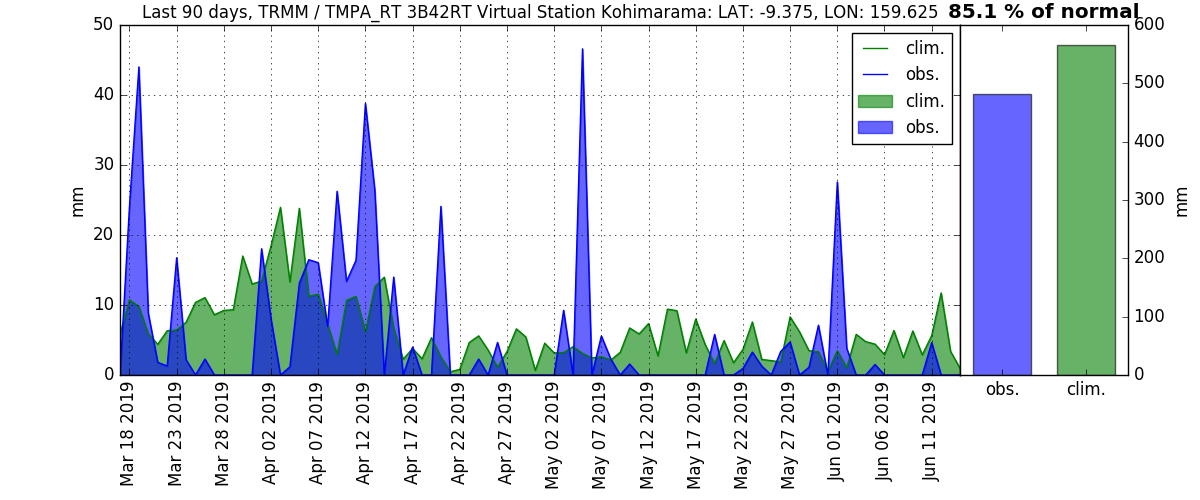 Last 90 days, TRMM / TMPA_RT 3B42RT Virtual Station Kohimarama: LAT: -9.375, LON: 159.625 85.1 % of normal
50
40
30
20
10
0
mm
clim.
obs.
clim.
obs.
600
500
400
300
200
100
0
mm
Mar 18 2019
Mar 23 2019
Mar 28 2019
Apr 02 2019
Apr 07 2019
Apr 12 2019
Apr 17 2019
Apr 22 2019
Apr 27 2019
May 02 2019
May 07 2019
May 12 2019
May 17 2019
May 22 2019
May 27 2019
Jun 01 2019
Jun 06 2019
Jun 11 2019
obs.
clim.